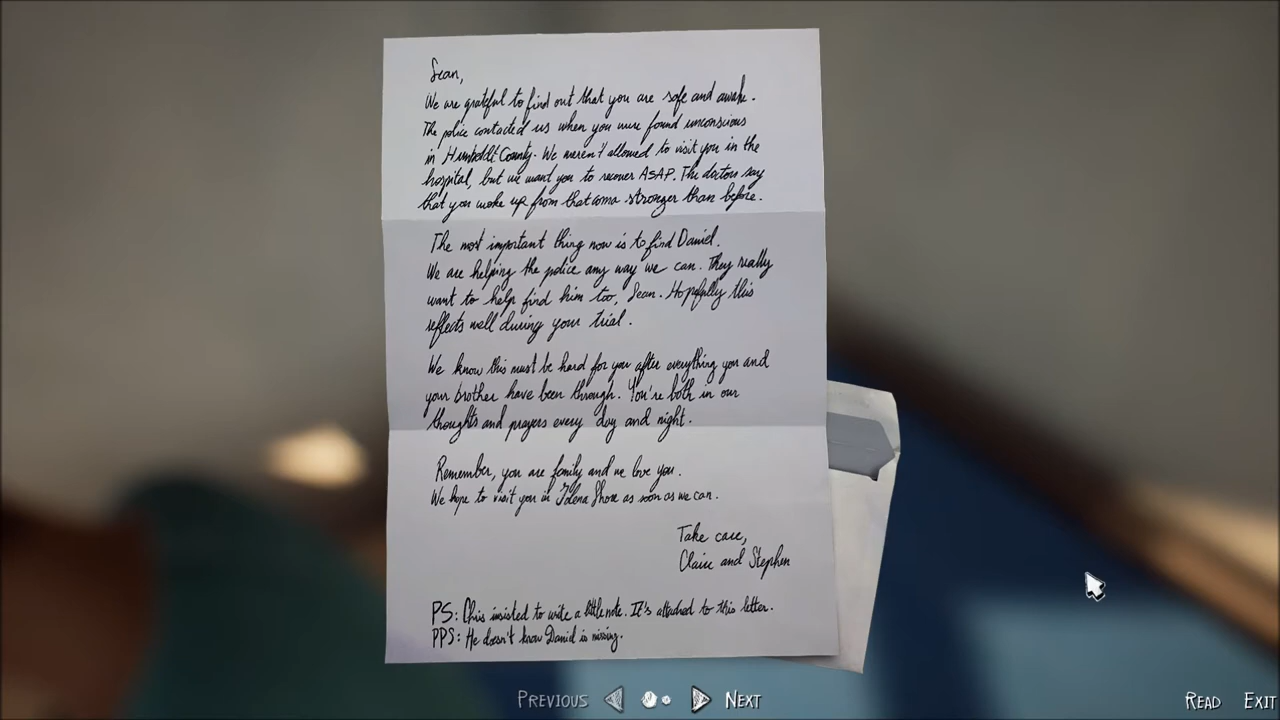 Sean,
We are grateful to find out that you are safe and awake.
The police contacted us when you were found unconscious
in Humboldt County. We weren't allowed to visit you in the
hospital, but we want you to recover ASAP. The doctors say
that you woke up from that coma stronger than before.
The most important thing now is to find Daniel.
We are helping the police any way we can. They really
want to help find him too, Sean. Hopefully this
reflects well during your trial.
We know this must be hard for you after everything you and
your brother have been through. You're both in our
thoughts and prayers every day and night.
Remember, you are family and we love you.
We hope to visit you in Shore as soon as we can.
Take care,
Claire and Stephen
PS: Chris insisted to write a little note. It's attached to this letter.
PPS: He doesn't know Daniel is missing.
PREVIOUS NEXT
READ EXIT